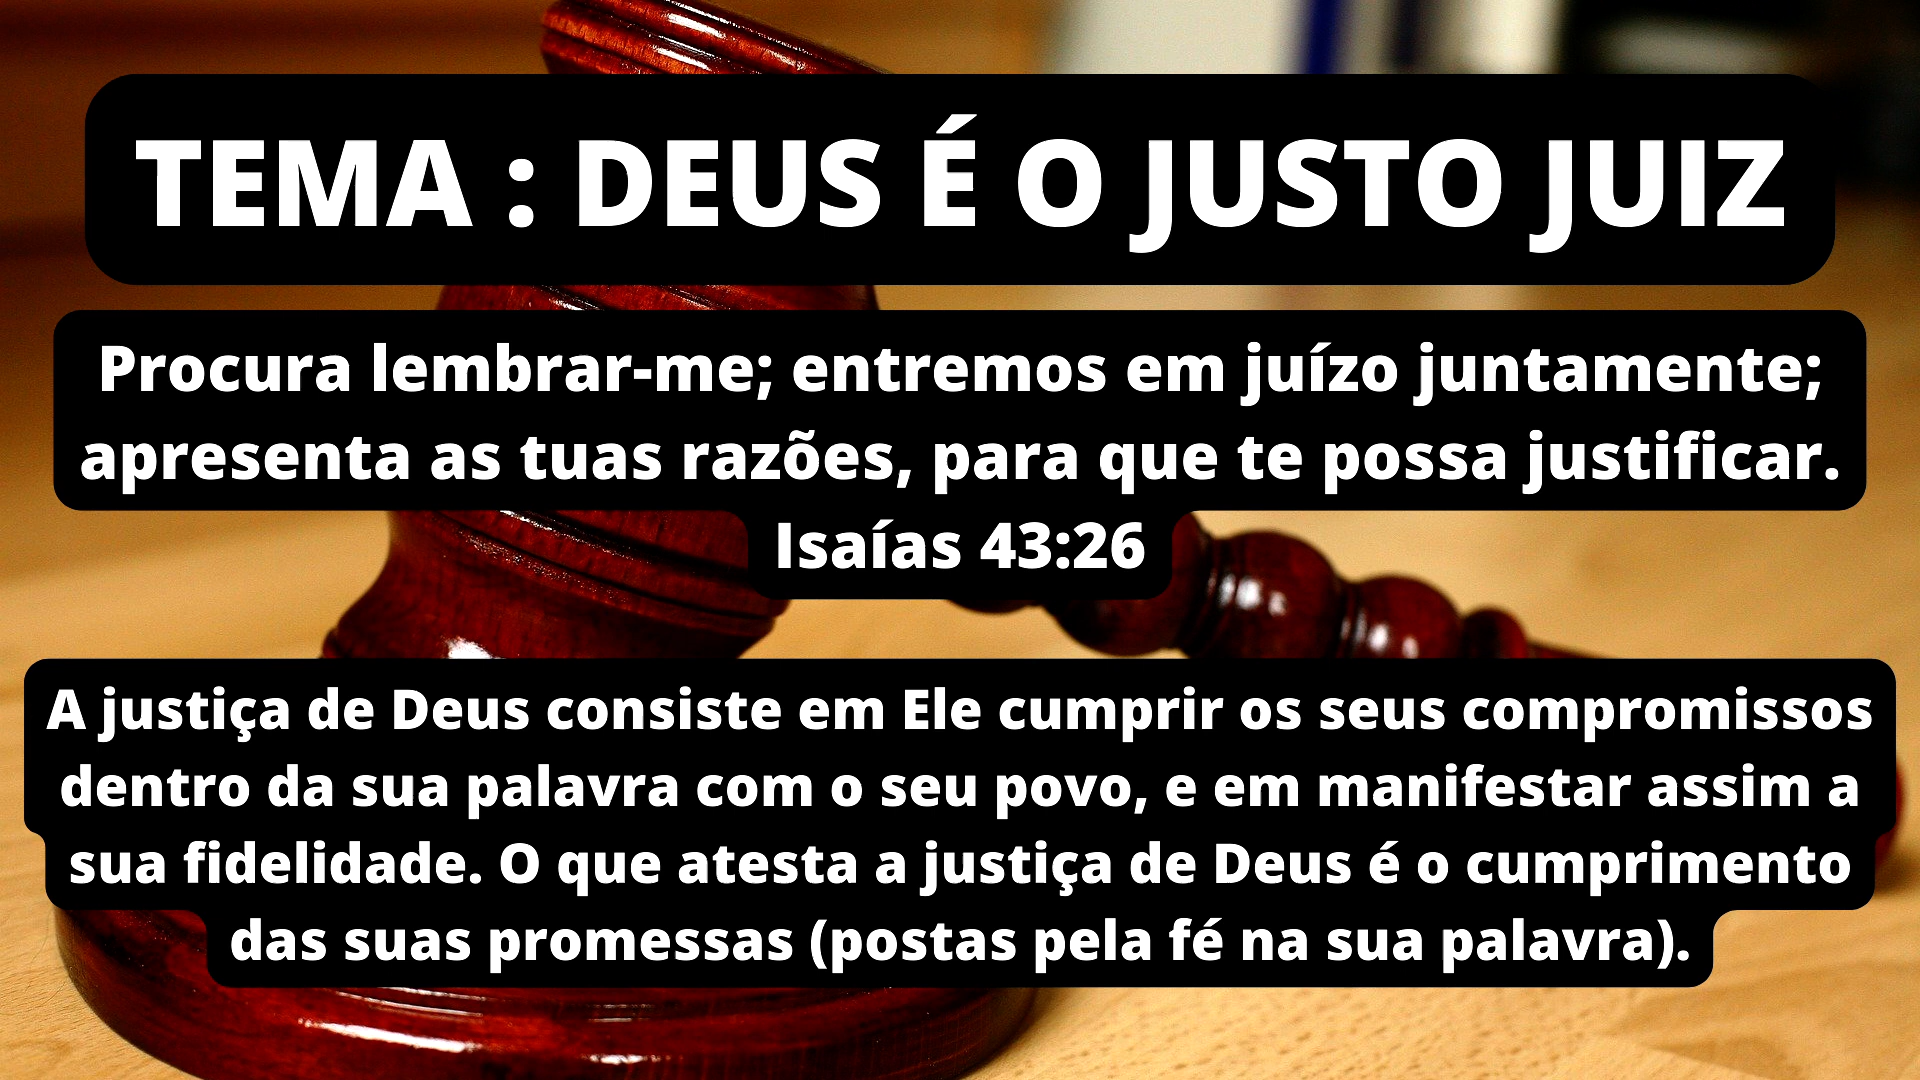 TEMA : DEUS É O JUSTO JUIZ
Procura lembrar-me; entremos em juízo juntamente;
apresenta as tuas razões, para que te possa justificar.
Isaías 43:26
A justiça de Deus consiste em Ele cumprir os seus compromissos
dentro da sua palavra com o seu povo, e em manifestar assim a
sua fidelidade. O que atesta a justiça de Deus é o cumprimento
das suas promessas (postas pela fé na sua palavra).